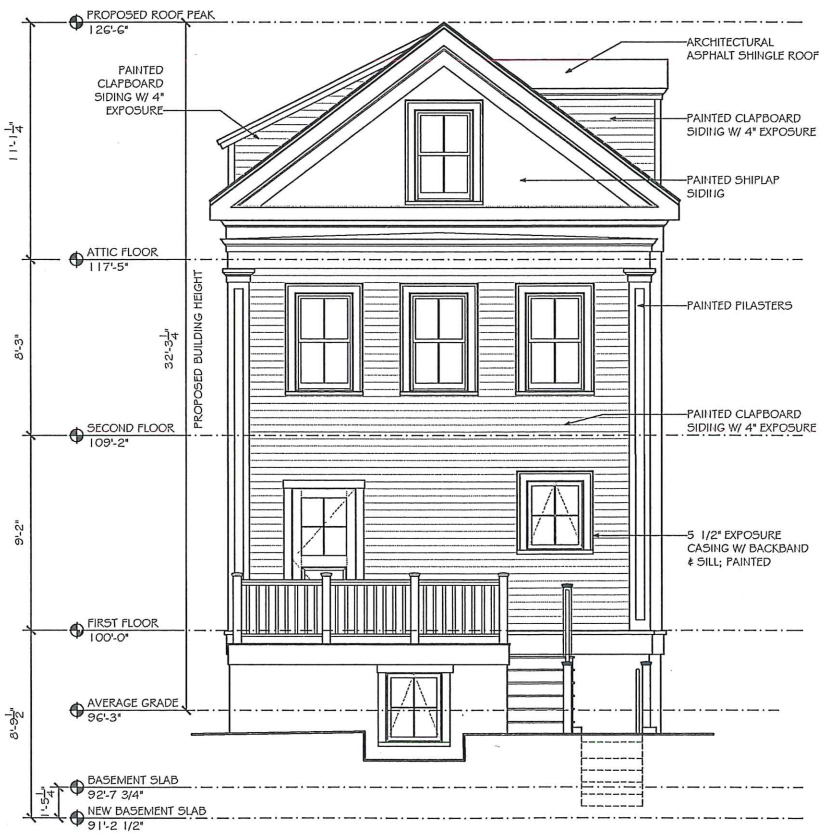 PROPOSED ROOF PEAK
126'-6"
ARCHITECTURAL
ASPHALT SHINGLE ROOF
PAINTED
CLAPBOARD
SIDING W/ 4"
EXPOSURE
PAINTED CLAPBOARD
SIDING W/ 4" EXPOSURE
11'-1 1/4"
PAINTED SHIPLAP
SIDING
ATTIC FLOOR
117'-5"
PROPOSED BUILDING HEIGHT
32'-3 1/4"
PAINTED PILASTERS
8'-3"
PAINTED CLAPBOARD
SIDING W/ 4" EXPOSURE
SECOND FLOOR
109'-2"
9'-2"
5 1/2" EXPOSURE
CASING W/ BACKBAND
& SILL; PAINTED
FIRST FLOOR
100'-0"
AVERAGE GRADE
96'-3"
8'-9 1/2"
BASEMENT SLAB
92'-7 3/4"
1'-5 1/4"
NEW BASEMENT SLAB
91'-2 1/2"